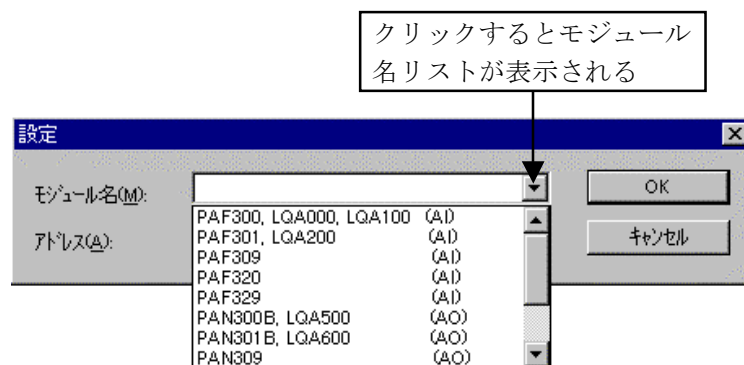 クリックするとモジュール
名リストが表示される
設定
モジュール名(M):
OK
PAF300, LQA000, LQA100 (AI)
PAF301, LQA200 (AI)
アドレス(A):
キャンセル
PAF309 (AI)
PAF320 (AI)
PAF329 (AI)
PAN300B, LQA500 (AO)
PAN301B, LQA600 (AO)
PAN309 (AO)